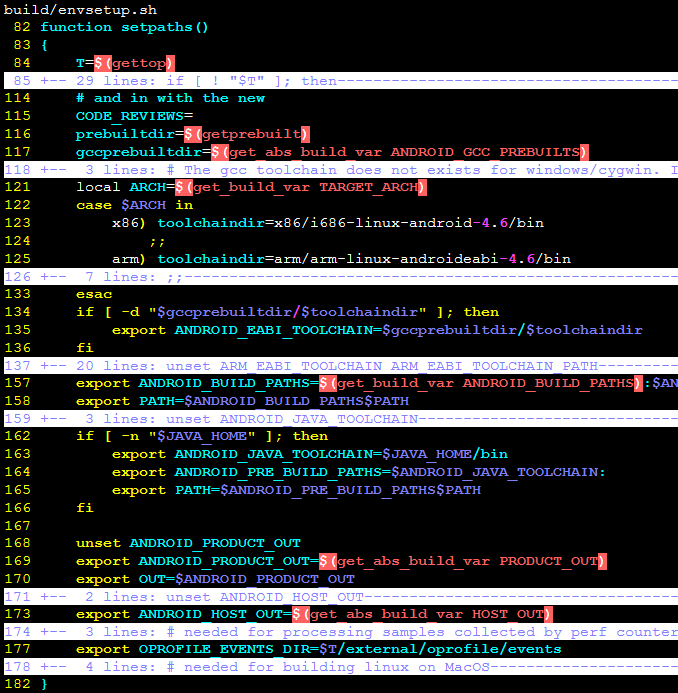 build/envsetup.sh
82 function setpaths()
83 {
84 T=$(gettop)
85 +-- 29 lines: if [ ! "$T" ]; then--------------------------------------
114 # and in with the new
115 CODE_REVIEWS=
116 prebuiltdir=$(getprebuilt)
117 gccprebuiltdir=$(get_abs_build_var ANDROID_GCC_PREBUILTS)
118 +-- 3 lines: # The gcc toolchain does not exists for windows/cygwin. I
121 local ARCH=$(get_build_var TARGET_ARCH)
122 case $ARCH in
123 x86) toolchaindir=x86/i686-linux-android-4.6/bin
124 ;;
125 arm) toolchaindir=arm/arm-linux-androideabi-4.6/bin
126 +-- 7 lines: ;;-------------------------------------------------------
133 esac
134 if [ -d "$gccprebuiltdir/$toolchaindir" ]; then
135 export ANDROID_EABI_TOOLCHAIN=$gccprebuiltdir/$toolchaindir
136 fi
137 +-- 20 lines: unset ARM_EABI_TOOLCHAIN ARM_EABI_TOOLCHAIN_PATH---------
157 export ANDROID_BUILD_PATHS=$(get_build_var ANDROID_BUILD_PATHS):$AN
158 export PATH=$ANDROID_BUILD_PATHS$PATH
159 +-- 3 lines: unset ANDROID_JAVA_TOOLCHAIN-----------------------------
162 if [ -n "$JAVA_HOME" ]; then
163 export ANDROID_JAVA_TOOLCHAIN=$JAVA_HOME/bin
164 export ANDROID_PRE_BUILD_PATHS=$ANDROID_JAVA_TOOLCHAIN:
165 export PATH=$ANDROID_PRE_BUILD_PATHS$PATH
166 fi
167
168 unset ANDROID_PRODUCT_OUT
169 export ANDROID_PRODUCT_OUT=$(get_abs_build_var PRODUCT_OUT)
170 export OUT=$ANDROID_PRODUCT_OUT
171 +-- 2 lines: unset ANDROID_HOST_OUT-----------------------------------
173 export ANDROID_HOST_OUT=$(get_abs_build_var HOST_OUT)
174 +-- 3 lines: # needed for processing samples collected by perf counter
177 export OPROFILE_EVENTS_DIR=$T/external/oprofile/events
178 +-- 4 lines: # needed for building linux on MacOS---------------------
182 }